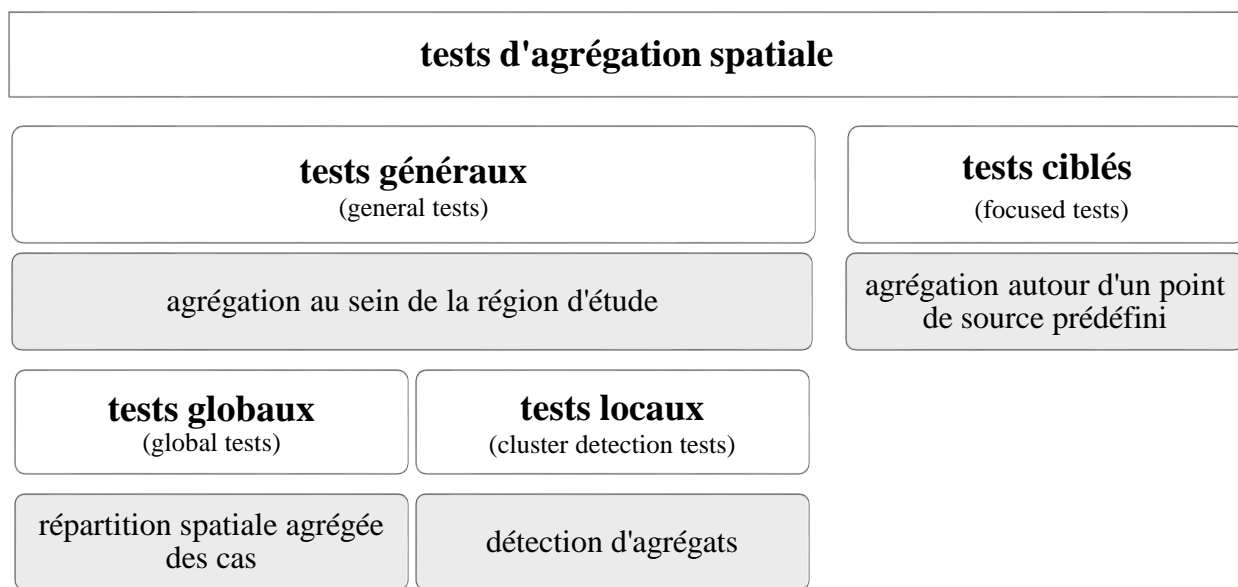 tests d'agrégation spatiale
tests généraux
(general tests)
tests ciblés
(focused tests)
agrégation au sein de la région d'étude
agrégation autour d'un point
de source prédéfini
tests globaux
(global tests)
tests locaux
(cluster detection tests)
répartition spatiale agrégée
des cas
détection d'agrégats